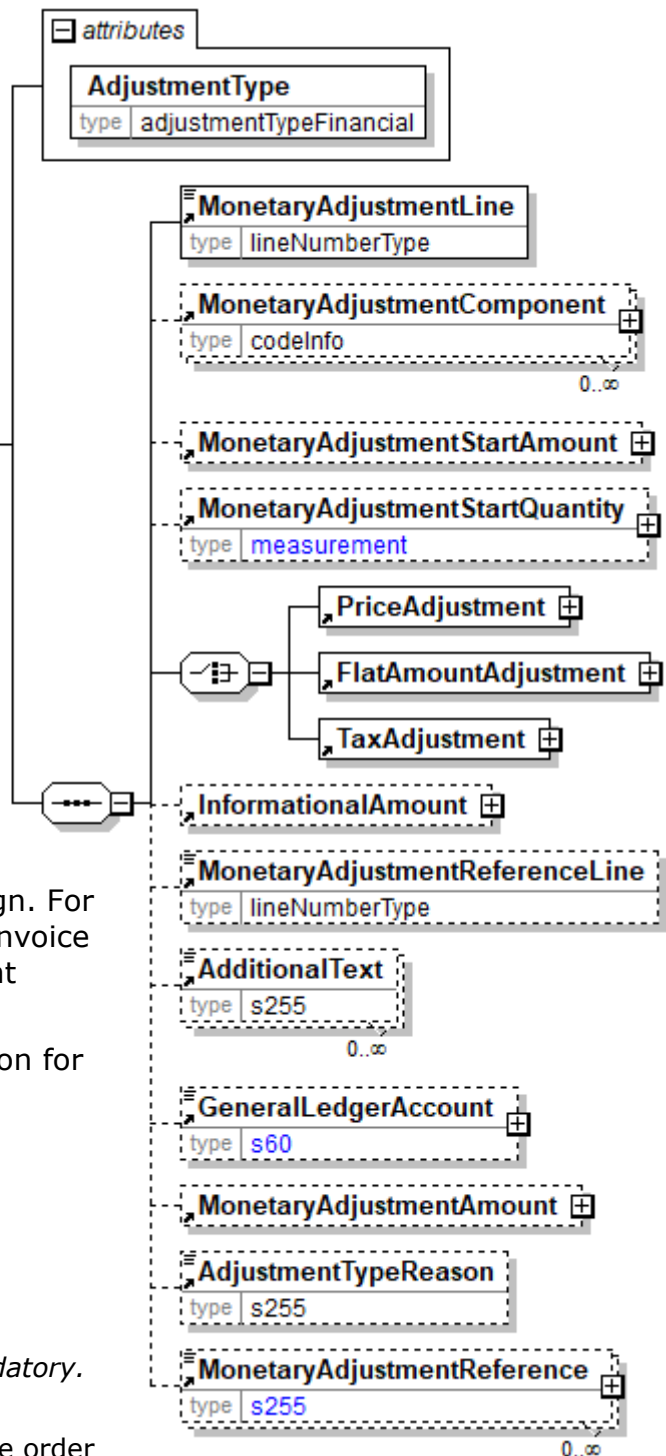 attributes
AdjustmentType
type adjustmentTypeFinancial
MonetaryAdjustmentLine
type lineNumberType
MonetaryAdjustmentComponent
type codeInfo
0..∞
MonetaryAdjustmentStartAmount
MonetaryAdjustmentStartQuantity
type measurement
PriceAdjustment
FlatAmountAdjustment
TaxAdjustment
InformationalAmount
MonetaryAdjustmentReferenceLine
type lineNumberType
AdditionalText
type s255
0..∞
GeneralLedgerAccount
type s60
MonetaryAdjustmentAmount
AdjustmentTypeReason
type s255
MonetaryAdjustmentReference
type s255
0..∞
gn. For
nvoice
nt
on for
datory.
e order